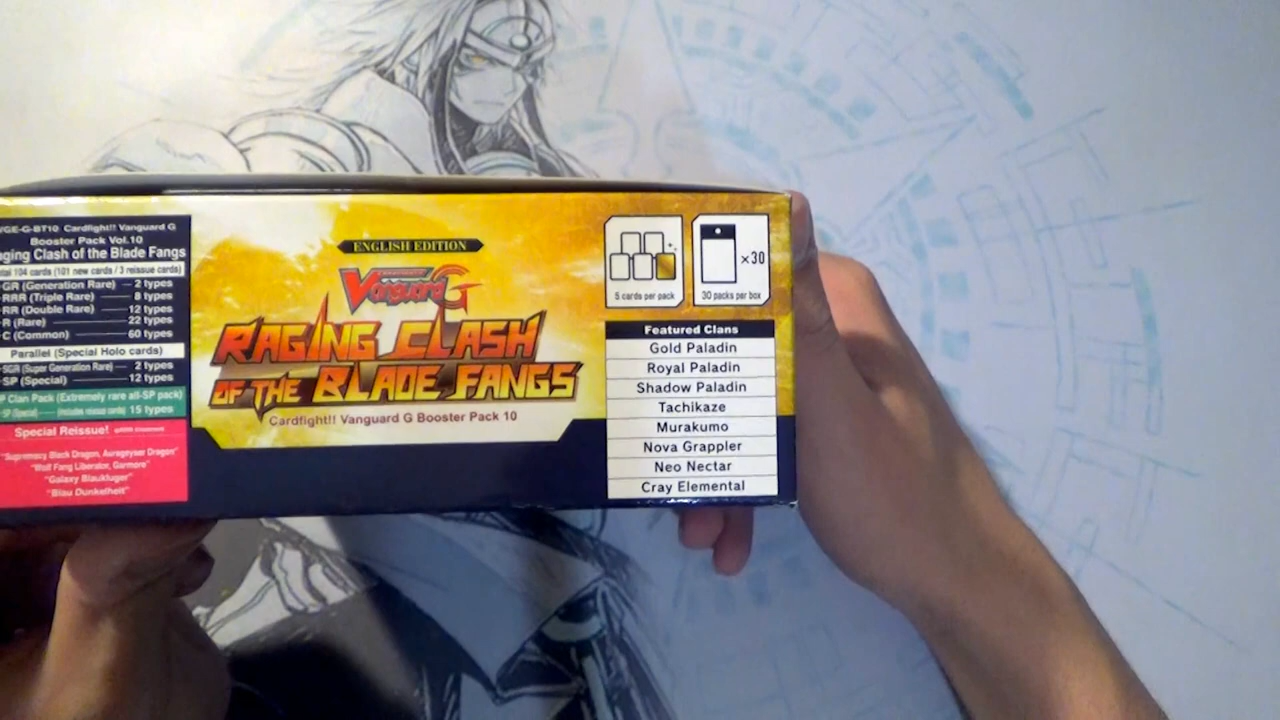 VGE-G-BT10 Cardfight!! Vanguard G
Booster Pack Vol.10
aging Clash of the Blade Fangs
tal 104 cards (101 new cards / 3 reissue cards)
GR (Generation Rare) 2 types
RRR (Triple Rare) 8 types
RR (Double Rare) 12 types
R (Rare) 22 types
C (Common) 60 types
Parallel (Special Holo cards)
SGR (Super Generation Rare) 2 types
SP (Special) 12 types
P Clan Pack (Extremely rare all-SP pack)
SP (Special) (Includes reissue cards) 15 types
Special Reissue!
"Supremacy Black Dragon, Aurageyser Dragon"
"Wolf Fang Liberator, Garmore"
"Galaxy Blaukluger"
"Blau Dunkelheit"
ENGLISH EDITION
Vanguard G
RAGING CLASH
OF THE BLADE FANGS
Cardfight!! Vanguard G Booster Pack 10
5 cards per pack
×30
30 packs per box
Featured Clans
Gold Paladin
Royal Paladin
Shadow Paladin
Tachikaze
Murakumo
Nova Grappler
Neo Nectar
Cray Elemental